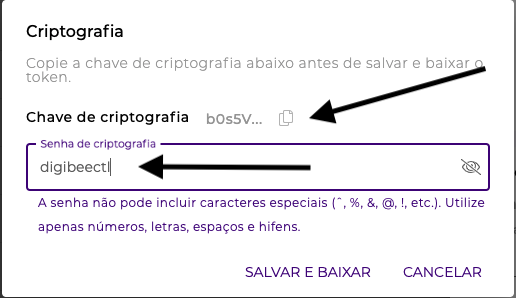 Criptografia
Copie a chave de criptografia abaixo antes de salvar e baixar o
token.
Chave de criptografia b0s5V...
Senha de criptografia
digibeectl
A senha não pode incluir caracteres especiais (ˆ, %, &, @, !, etc.). Utilize
apenas números, letras, espaços e hifens.
SALVAR E BAIXAR CANCELAR